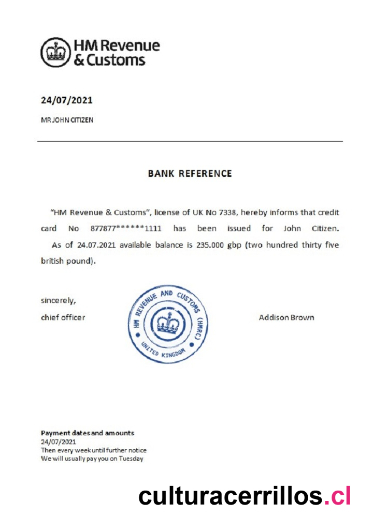 HM Revenue
& Customs
24/07/2021
MR JOHN CITIZEN
BANK REFERENCE
"HM Revenue & Customs", license of UK No 7338, hereby informs that credit
card No 877877******1111 has been issued for John Citizen.
As of 24.07.2021 available balance is 235.000 gbp (two hundred thirty five
british pound).
sincerely,
chief officer
HM REVENUE AND CUSTOMS (HMRC)
UNITED KINGDOM
Addison Brown
Payment dates and amounts
24/07/2021
Then every week until further notice
We will usually pay you on Tuesday
culturacerrillos.cl